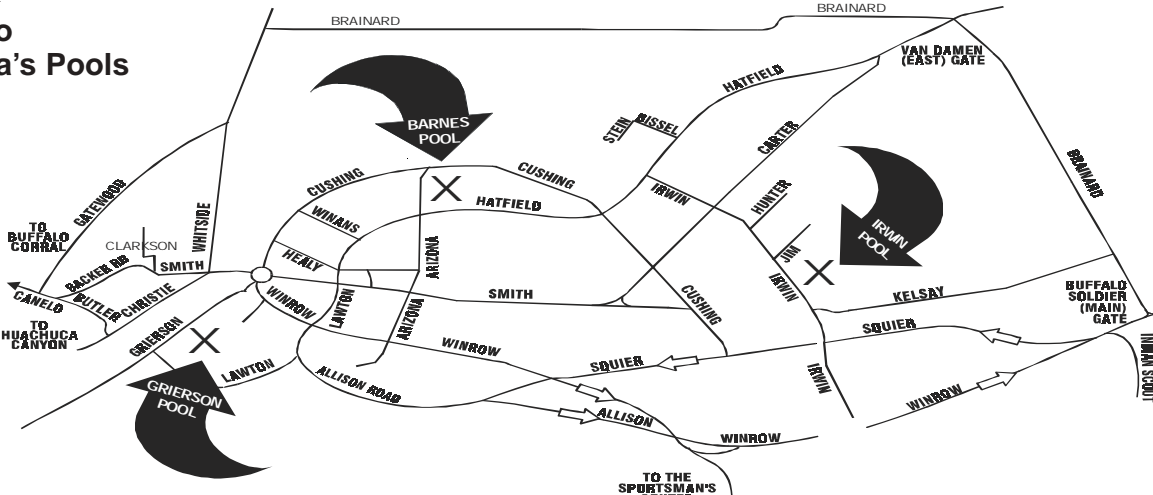 o
a's Pools
BRAINARD
BRAINARD
VAN DAMEN
(EAST) GATE
HATFIELD
BARNES
POOL
STEIN
BISSEL
CARTER
BRAINARD
CUSHING
CUSHING
GATEWOOD
WINANS
HATFIELD
IRWIN
HUNTER
IRWIN
POOL
TO
BUFFALO
CORRAL
WHITSIDE
CLARKSON
HEALY
ARIZONA
JIM
BACKER RD
SMITH
CANELO
BUTLER
CHRISTIE
WINROW
LAWTON
ARIZONA
SMITH
CUSHING
IRWIN
KELSAY
BUFFALO
SOLDIER
(MAIN)
GATE
TO
HUACHUCA
CANYON
GRIERSON
WINROW
SQUIER
SQUIER
INDIAN SCOUT
LAWTON
ALLISON ROAD
GRIERSON
POOL
IRWIN
WINROW
ALLISON
WINROW
TO THE
SPORTSMAN'S